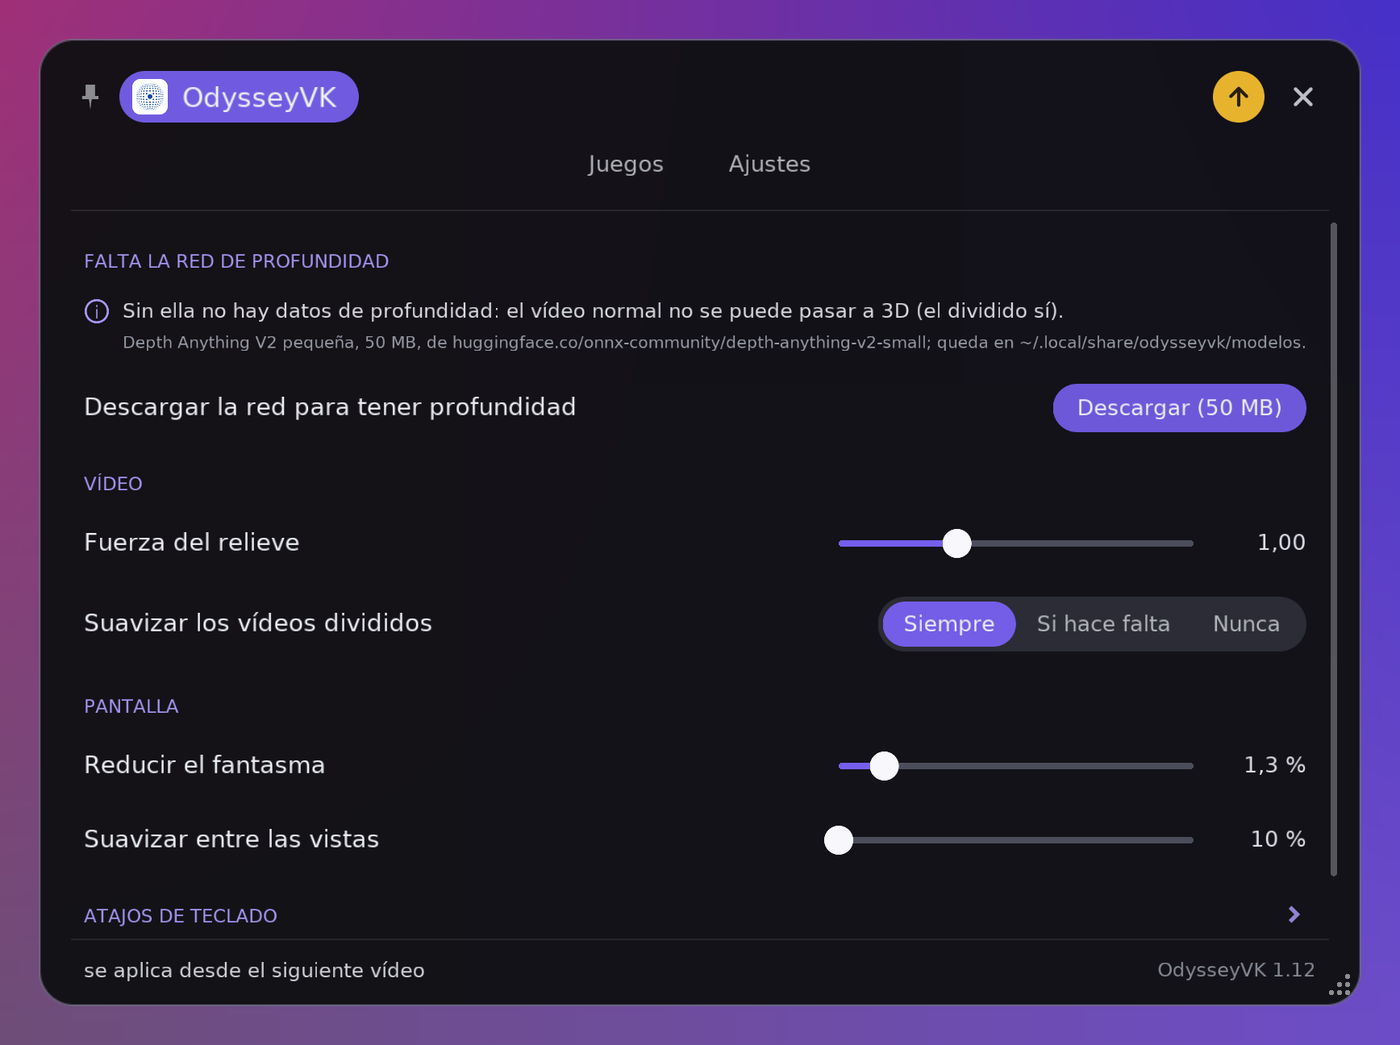 OdysseyVK
Juegos Ajustes
FALTA LA RED DE PROFUNDIDAD
Sin ella no hay datos de profundidad: el vídeo normal no se puede pasar a 3D (el dividido sí).
Depth Anything V2 pequeña, 50 MB, de huggingface.co/onnx-community/depth-anything-v2-small; queda en ~/.local/share/odysseyvk/modelos.
Descargar la red para tener profundidad Descargar (50 MB)
VÍDEO
Fuerza del relieve 1,00
Suavizar los vídeos divididos Siempre Si hace falta Nunca
PANTALLA
Reducir el fantasma 1,3 %
Suavizar entre las vistas 10 %
ATAJOS DE TECLADO
se aplica desde el siguiente vídeo OdysseyVK 1.12